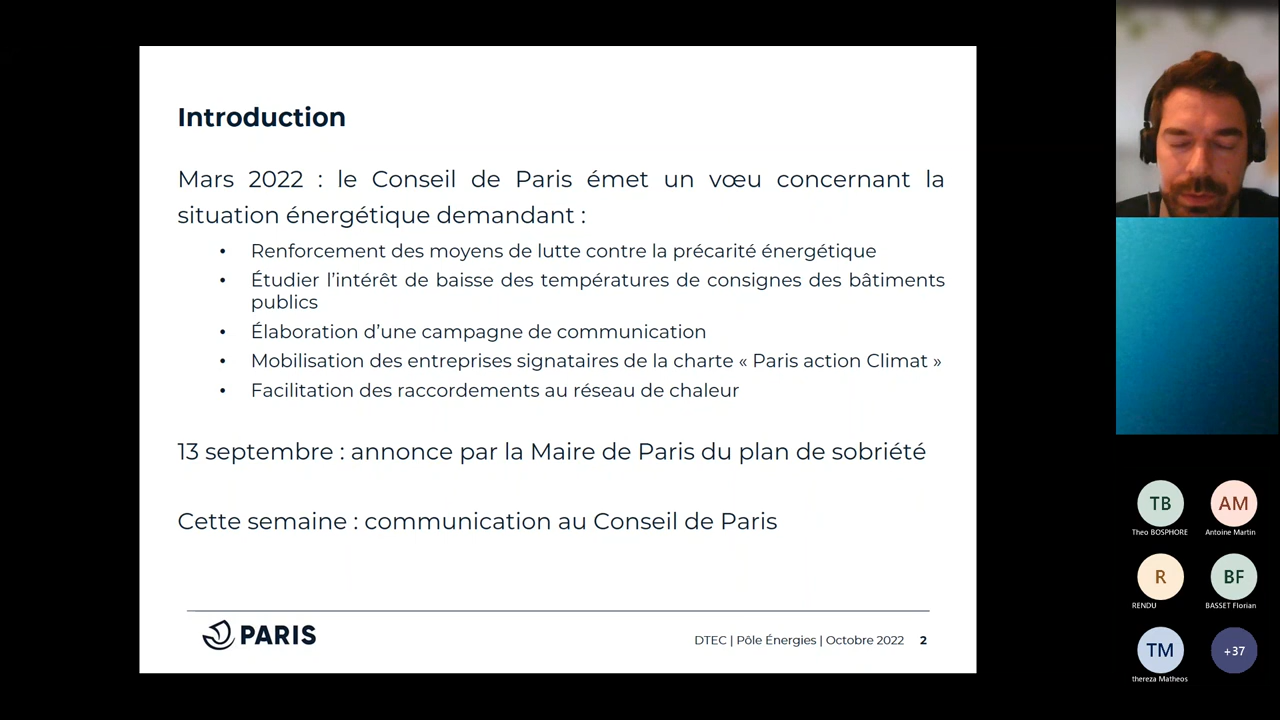 Introduction
Mars 2022 : le Conseil de Paris émet un vœu concernant la
situation énergétique demandant :
• Renforcement des moyens de lutte contre la précarité énergétique
• Étudier l’intérêt de baisse des températures de consignes des bâtiments
publics
• Élaboration d’une campagne de communication
• Mobilisation des entreprises signataires de la charte « Paris action Climat »
• Facilitation des raccordements au réseau de chaleur
13 septembre : annonce par la Maire de Paris du plan de sobriété
Cette semaine : communication au Conseil de Paris
PARIS
DTEC | Pôle Énergies | Octobre 2022 2
TB
Theo BOSPHORE
AM
Antoine Martin
R
RENDU
BF
BASSET Florian
TM
thereza Matheos
+37